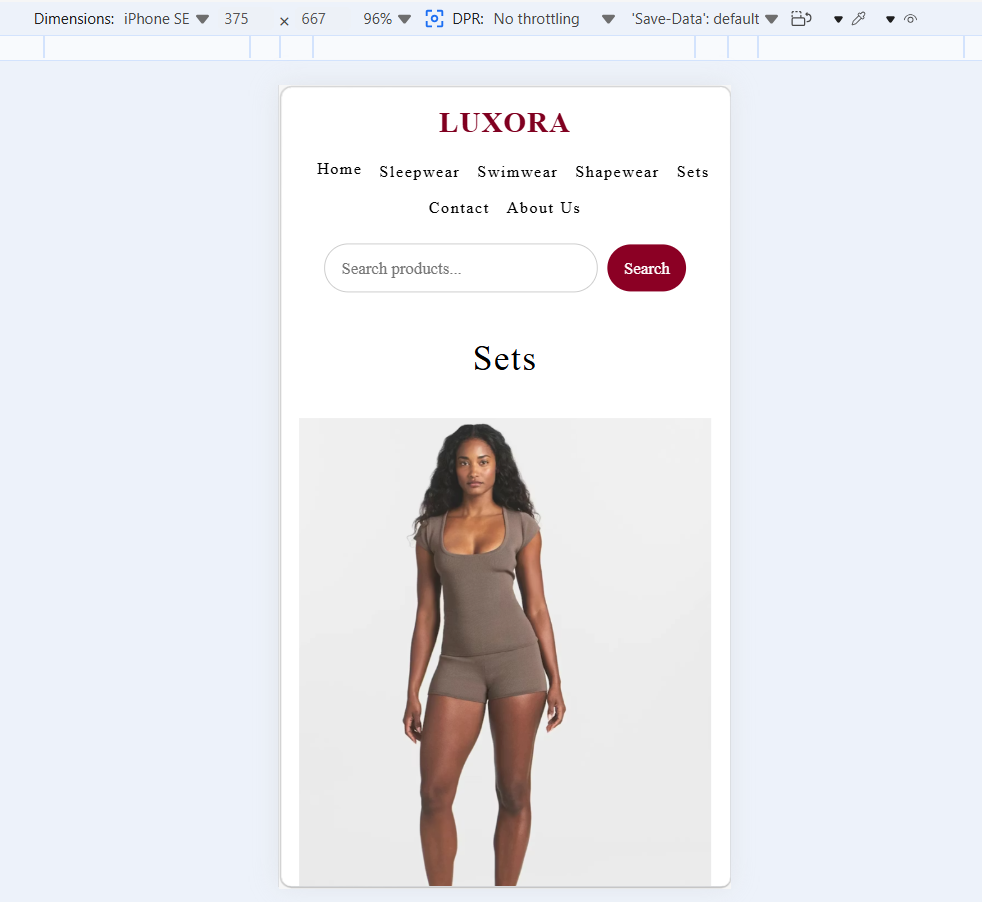 Dimensions: iPhone SE 375 × 667 96% DPR: No throttling 'Save-Data': default
LUXORA
Home Sleepwear Swimwear Shapewear Sets
Contact About Us
Search products... Search
Sets